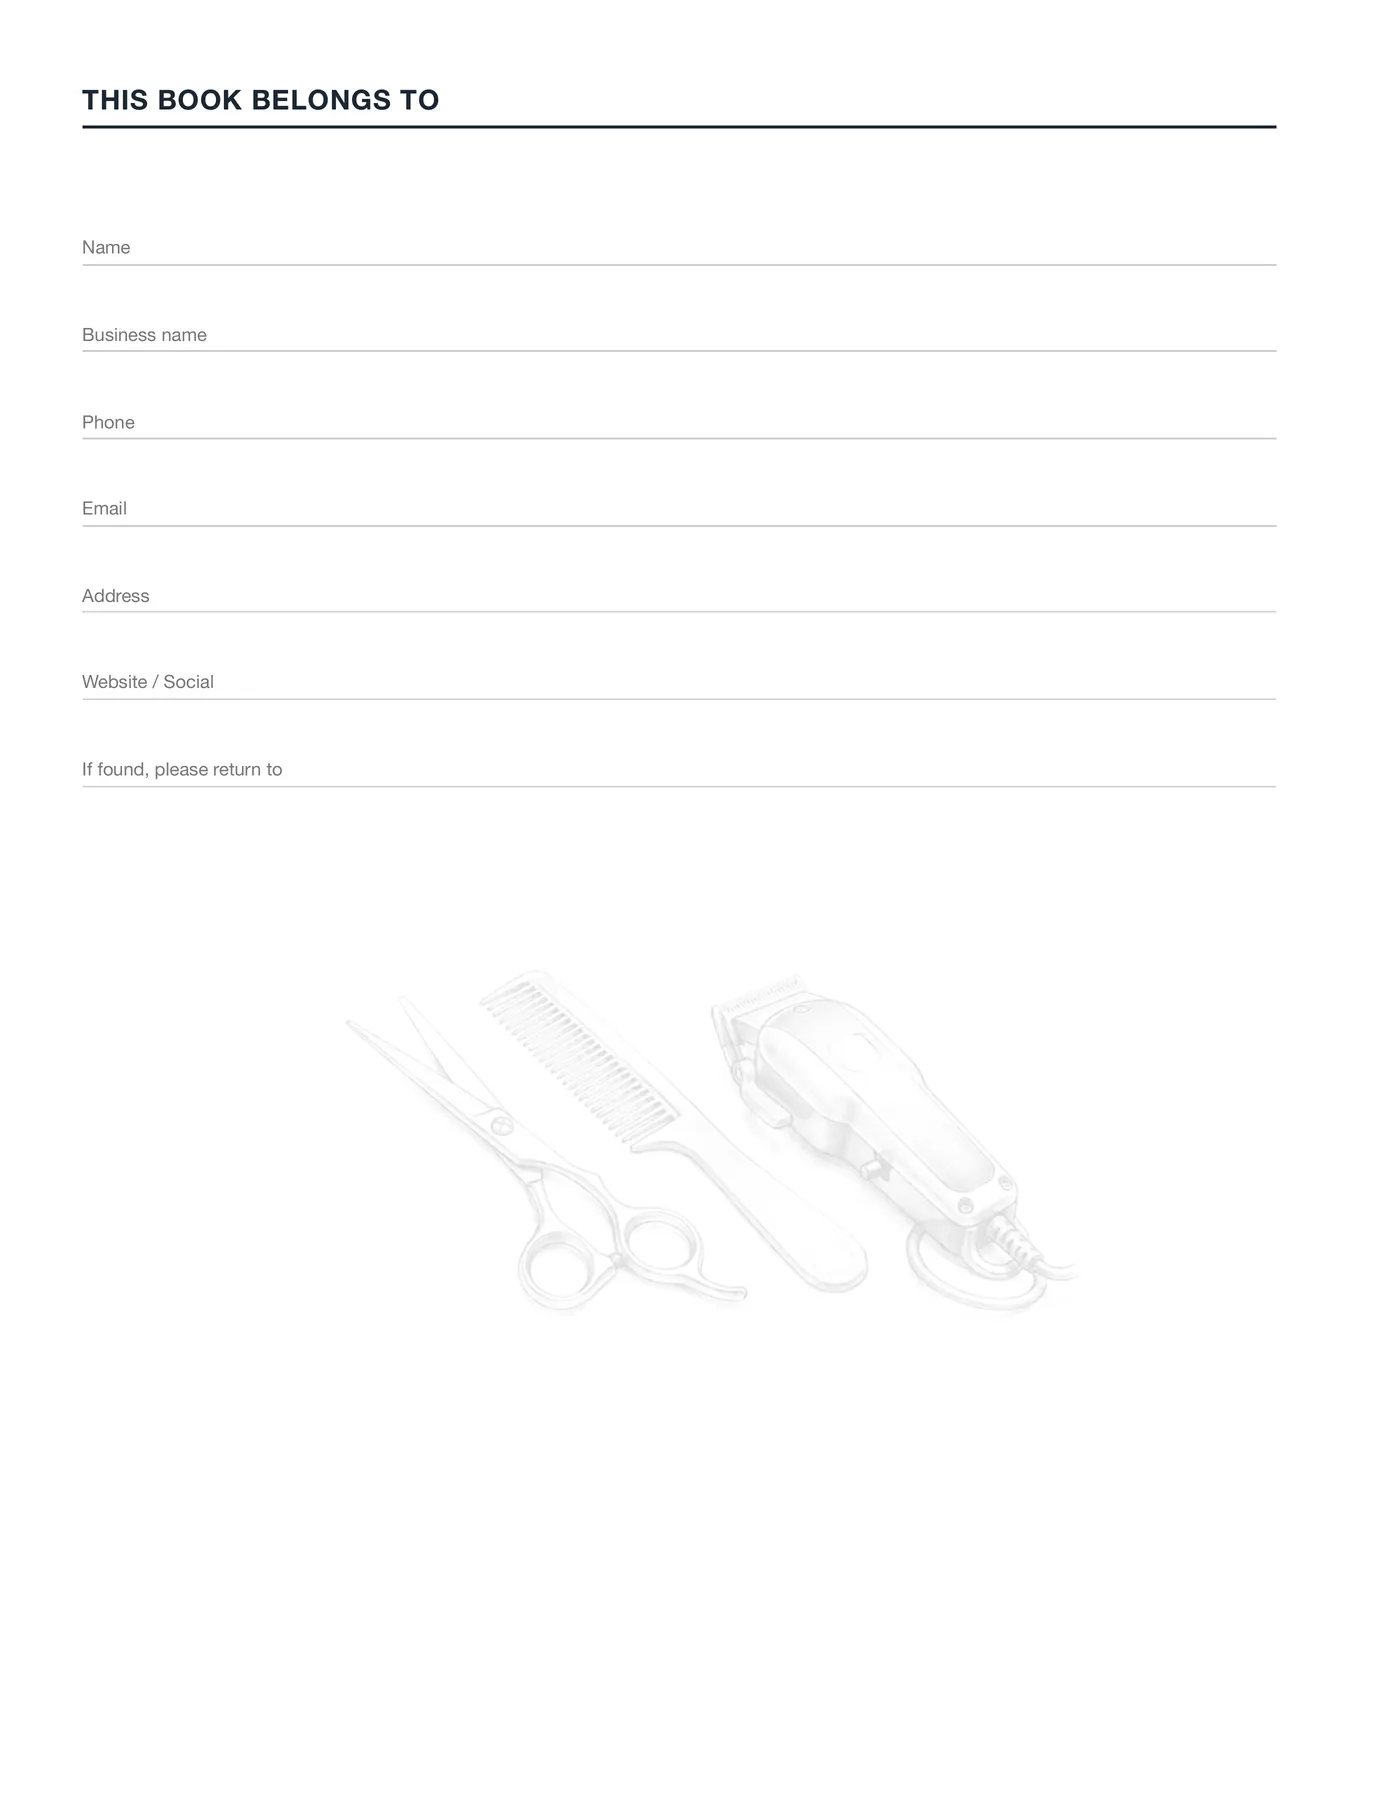 THIS BOOK BELONGS TO
Name
Business name
Phone
Email
Address
Website / Social
If found, please return to